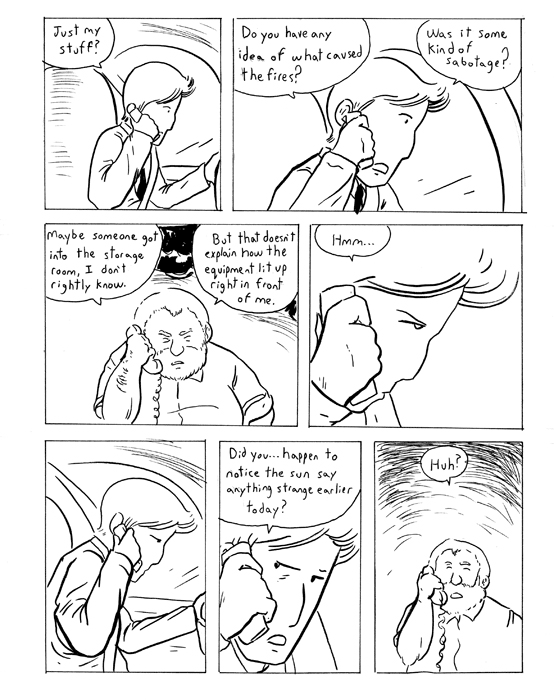 Just my
stuff?
Do you have any
idea of what caused
the fires?
Was it some
kind of
sabotage?
Maybe someone got
into the storage
room, I don't
rightly know.
But that doesn't
explain how the
equipment lit up
right in front
of me.
Hmm...
Did you... happen to
notice the sun say
anything strange earlier
today?
Huh?